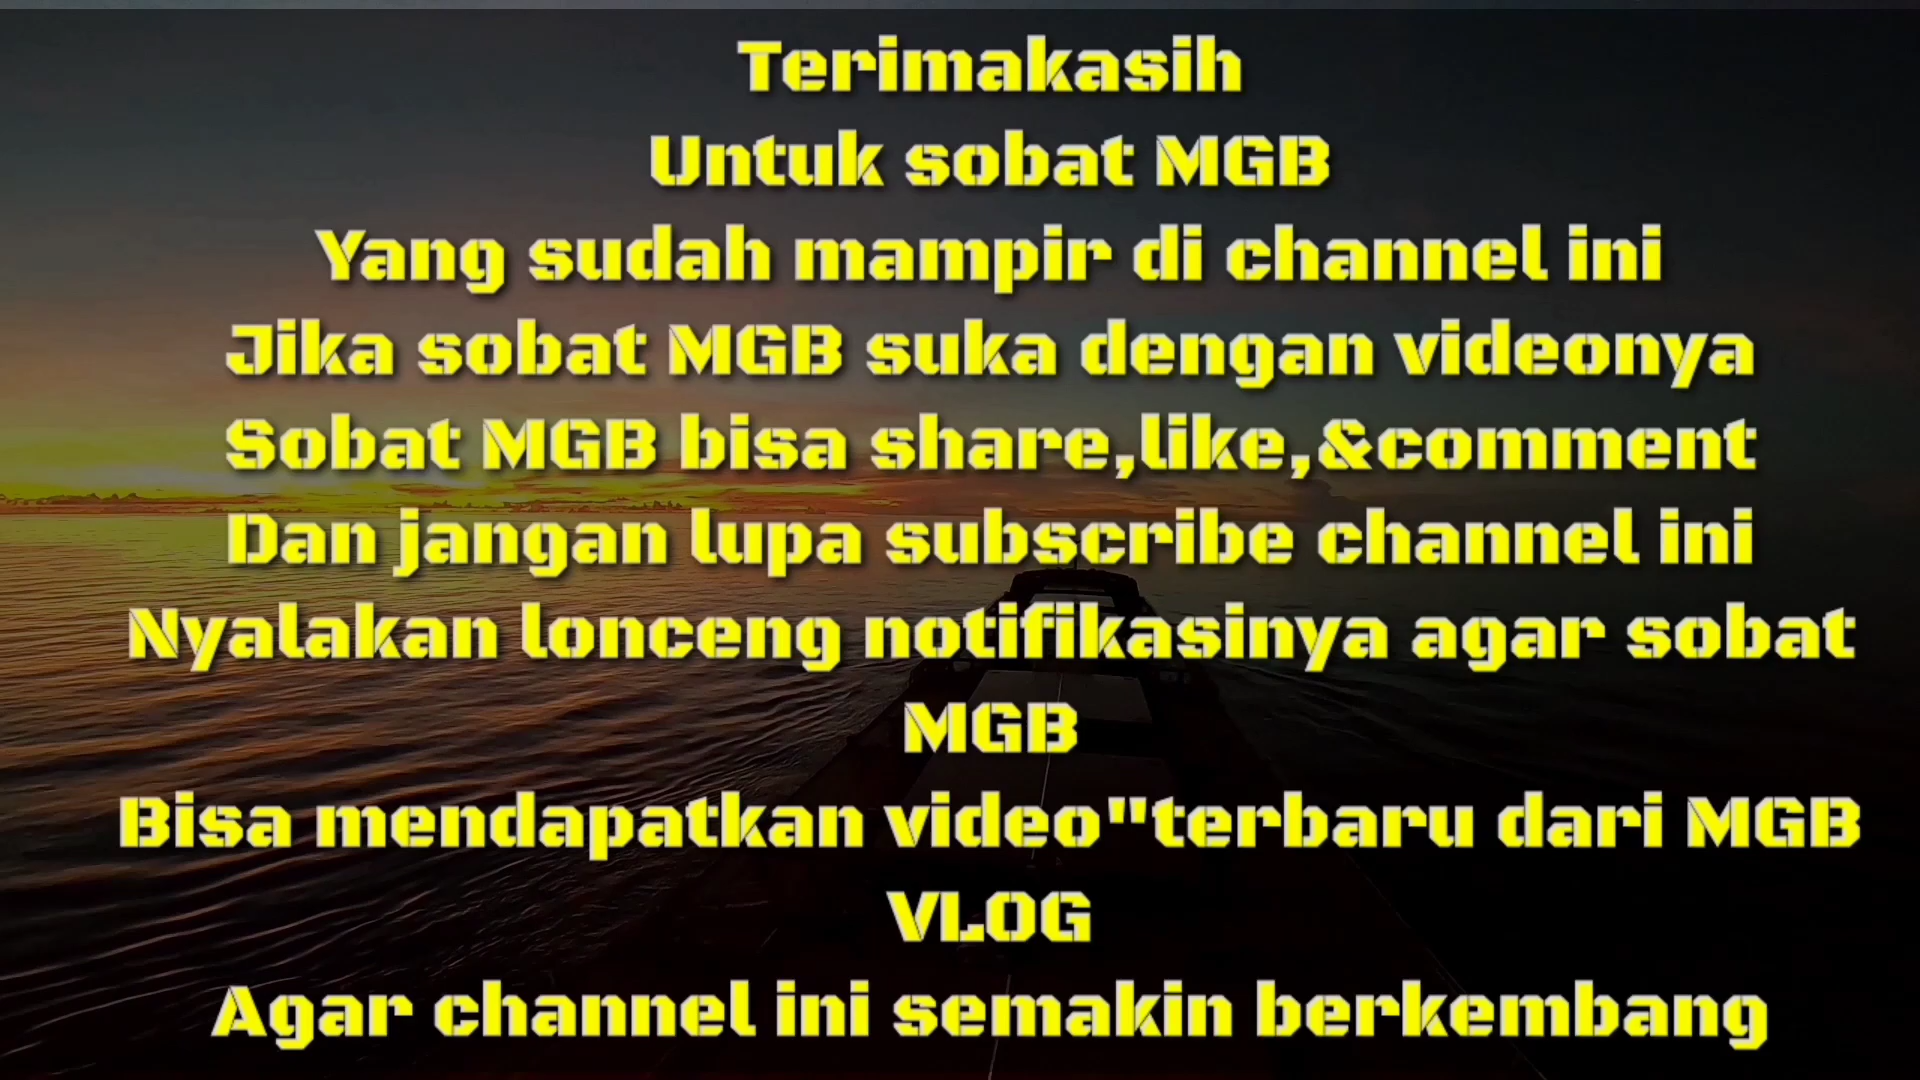 Terimakasih
Untuk sobat MGB
Yang sudah mampir di channel ini
Jika sobat MGB suka dengan videonya
Sobat MGB bisa share,like,&comment
Dan jangan lupa subscribe channel ini
Nyalakan lonceng notifikasinya agar sobat
MGB
Bisa mendapatkan video"terbaru dari MGB
VLOG
Agar channel ini semakin berkembang